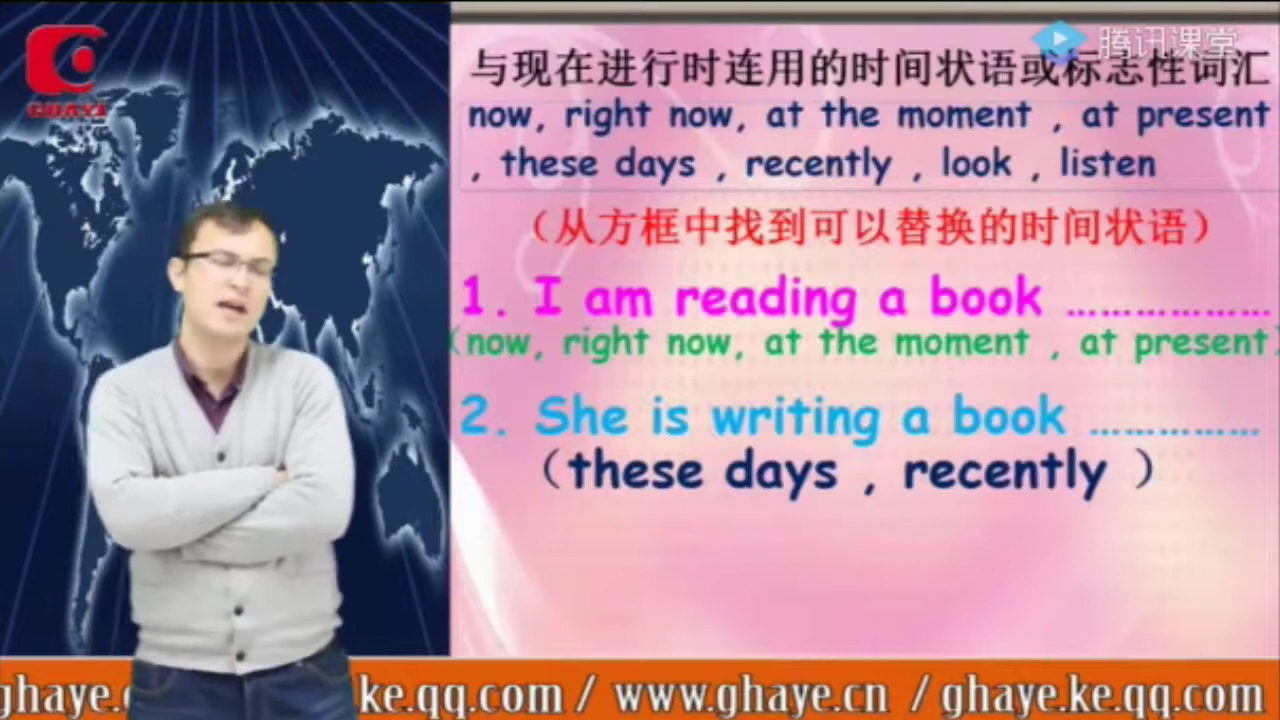 GHAYE
腾讯课堂
与现在进行时连用的时间状语或标志性词汇
now, right now, at the moment , at present
, these days , recently , look , listen
（从方框中找到可以替换的时间状语）
1. I am reading a book ………………
（now, right now, at the moment , at present.
2. She is writing a book ……………
（these days , recently ）
ghaye. ke.qq.com / www.ghaye.cn / ghaye.ke.qq.com